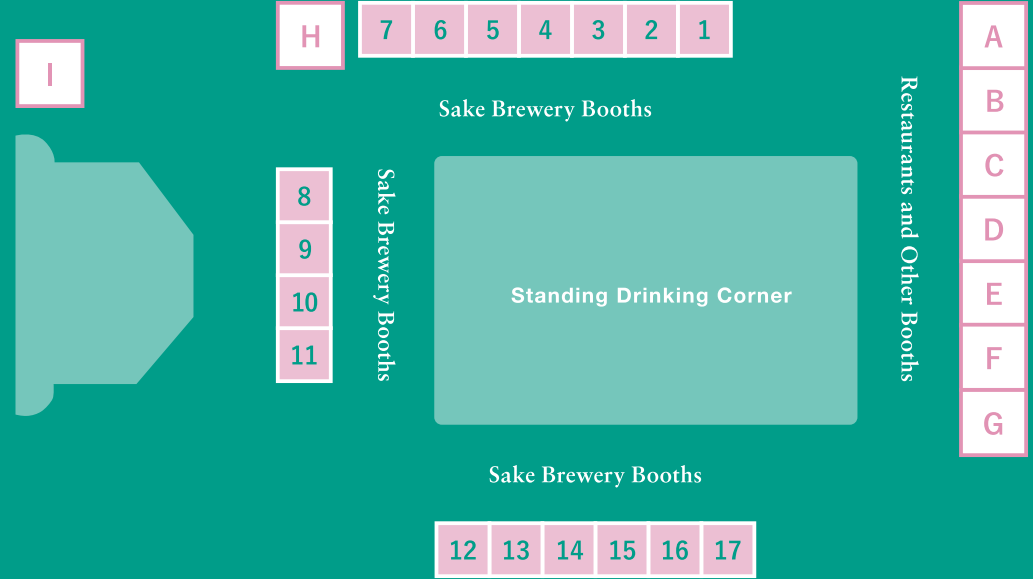 H
7 6 5 4 3 2 1
A
I
B
C
D
E
F
G
Sake Brewery Booths
Restaurants and Other Booths
8
9
10
11
Sake Brewery Booths
Standing Drinking Corner
Sake Brewery Booths
12 13 14 15 16 17